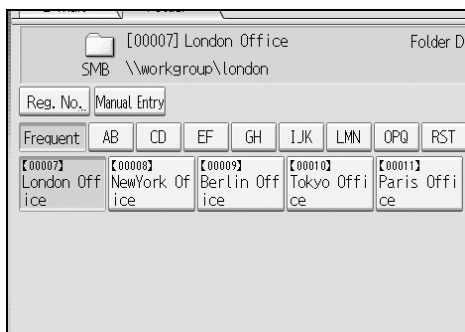 [00007] London Office Folder D
SMB \\workgroup\london
Reg. No.. Manual Entry
Frequent AB CD EF GH IJK LMN OPQ RST
【00007】 【00008】 【00009】 【00010】 【00011】
London Off NewYork Of Berlin Off Tokyo Offi Paris Offi
ice ice ice ce ce